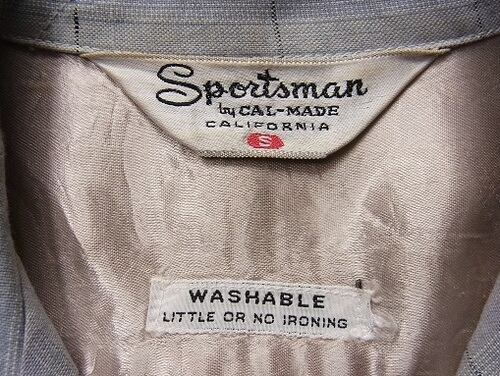 Sportsman
by CAL-MADE
CALIFORNIA
S
WASHABLE
LITTLE OR NO IRONING